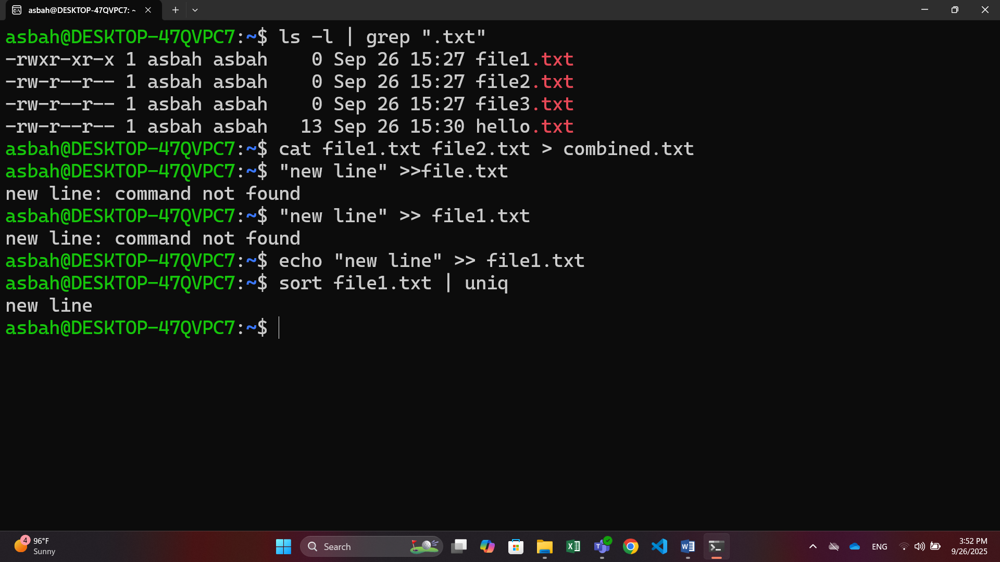 asbah@DESKTOP-47QVPC7: ~
asbah@DESKTOP-47QVPC7:~$ ls -l | grep ".txt"
-rwxr-xr-x 1 asbah asbah    0 Sep 26 15:27 file1.txt
-rw-r--r-- 1 asbah asbah    0 Sep 26 15:27 file2.txt
-rw-r--r-- 1 asbah asbah    0 Sep 26 15:27 file3.txt
-rw-r--r-- 1 asbah asbah   13 Sep 26 15:30 hello.txt
asbah@DESKTOP-47QVPC7:~$ cat file1.txt file2.txt > combined.txt
asbah@DESKTOP-47QVPC7:~$ "new line" >>file.txt
new line: command not found
asbah@DESKTOP-47QVPC7:~$ "new line" >> file1.txt
new line: command not found
asbah@DESKTOP-47QVPC7:~$ echo "new line" >> file1.txt
asbah@DESKTOP-47QVPC7:~$ sort file1.txt | uniq
new line
asbah@DESKTOP-47QVPC7:~$
4
96°F
Sunny
Search
ENG
3:52 PM
9/26/2025